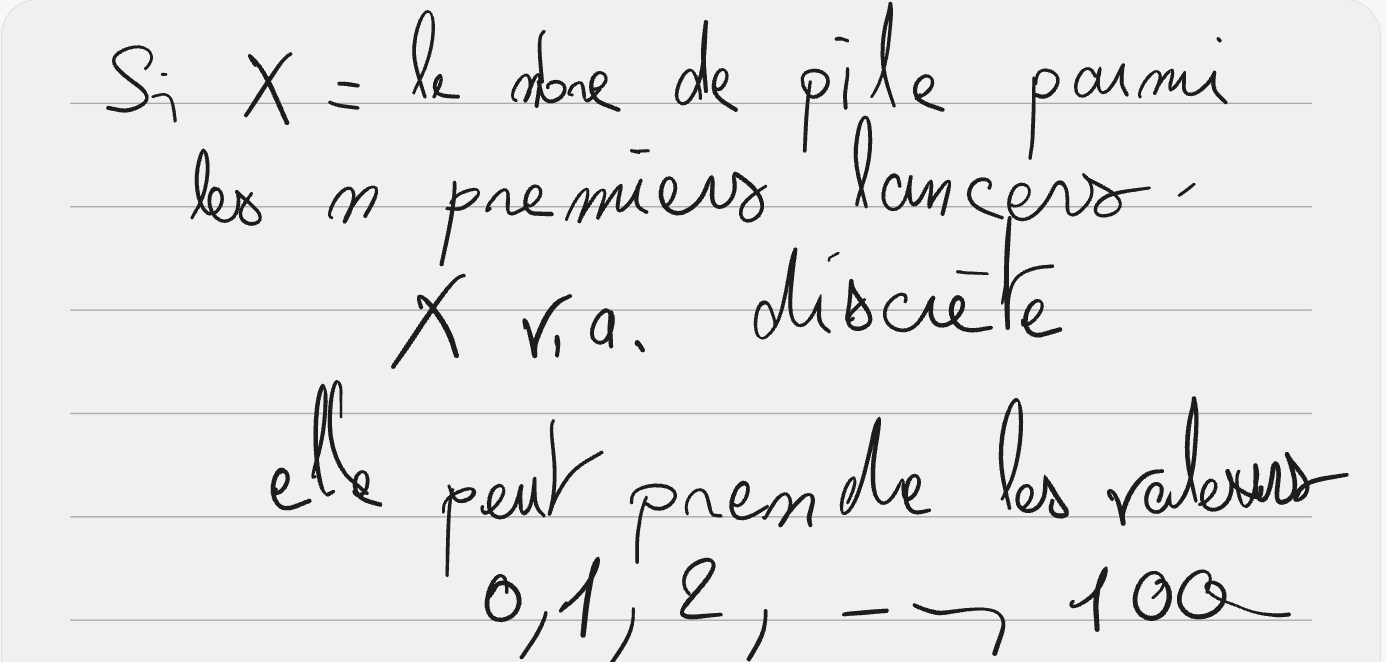 Si X = le nbre de pile parmi
les n premiers lancers.
X v.a. discrète
elle peut prendre les valeurs
0, 1, 2, --, 100